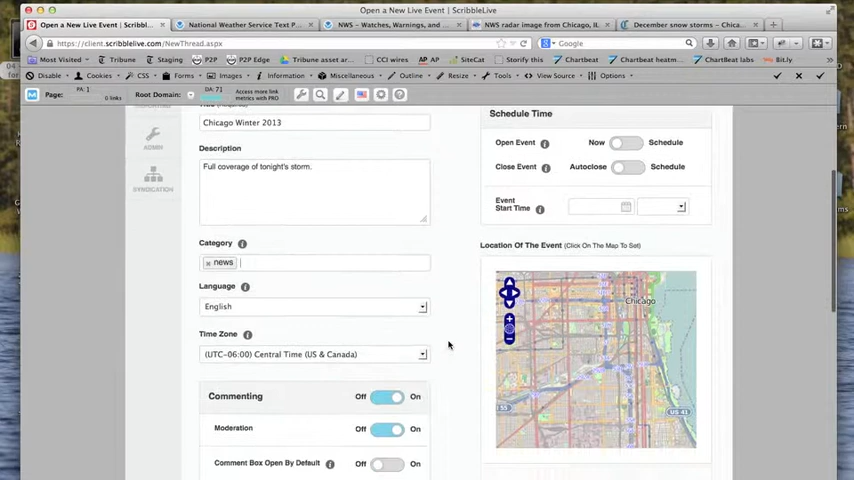 Open a New Live Event | ScribbleLive
Open a New Live Event | Scribb...
National Weather Service Text P...
NWS - Watches, Warnings, and...
NWS radar image from Chicago, IL
December snow storms - Chica...
https://client.scribblelive.com/NewThread.aspx
Google
Most Visited
Tribune
Staging
P2P
P2P Edge
Tribune asset ar...
CCI wires
AP AP
SiteCat
Storify this
Chartbeat
Chartbeat heatm...
ChartBeat labs
Bit.ly
Disable
Cookies
CSS
Forms
Images
Information
Miscellaneous
Outline
Resize
Tools
View Source
Options
Page: PA: 1
0 links
Root Domain:
DA: 71
Access more link
metrics with PRO
Chicago Winter 2013
Description
Full coverage of tonight's storm.
Category
news
Language
English
Time Zone
(UTC-06:00) Central Time (US & Canada)
Commenting Off On
Moderation Off On
Comment Box Open By Default Off On
ADMIN
SYNDICATION
Schedule Time
Open Event Now Schedule
Close Event Autoclose Schedule
Event
Start Time
Location Of The Event (Click On The Map To Set)
Chicago
US 41